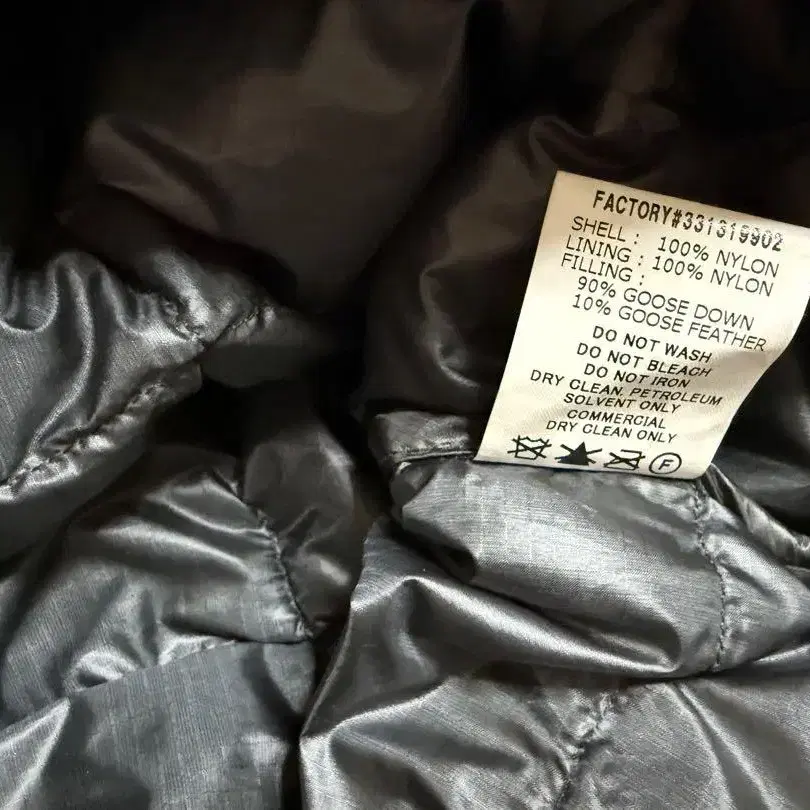 FACTORY#331319902
SHELL : 100% NYLON
LINING : 100% NYLON
FILLING :
90% GOOSE DOWN
10% GOOSE FEATHER
DO NOT WASH
DO NOT BLEACH
DO NOT IRON
DRY CLEAN, PETROLEUM
SOLVENT ONLY
COMMERCIAL
DRY CLEAN ONLY
F